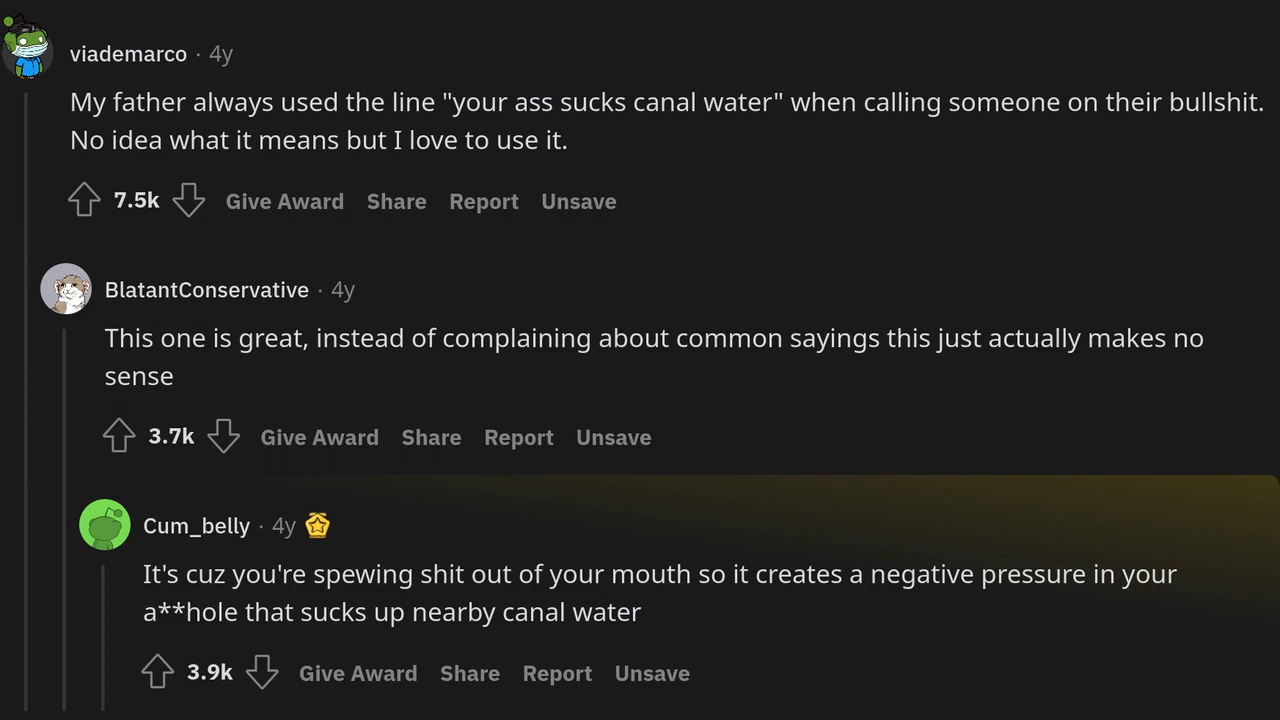 viademarco · 4y
My father always used the line "your ass sucks canal water" when calling someone on their bullshit.
No idea what it means but I love to use it.
7.5k Give Award Share Report Unsave
BlatantConservative · 4y
This one is great, instead of complaining about common sayings this just actually makes no
sense
3.7k Give Award Share Report Unsave
Cum_belly · 4y
It's cuz you're spewing shit out of your mouth so it creates a negative pressure in your
a**hole that sucks up nearby canal water
3.9k Give Award Share Report Unsave